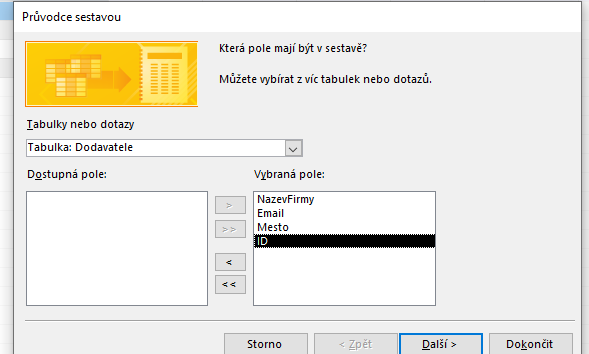 Průvodce sestavou
Která pole mají být v sestavě?
Můžete vybírat z víc tabulek nebo dotazů.
Tabulky nebo dotazy
Tabulka: Dodavatele
Dostupná pole:
Vybraná pole:
>
>>
<
<<
NazevFirmy
Email
Mesto
ID
Storno
< Zpět
Další >
Dokončit